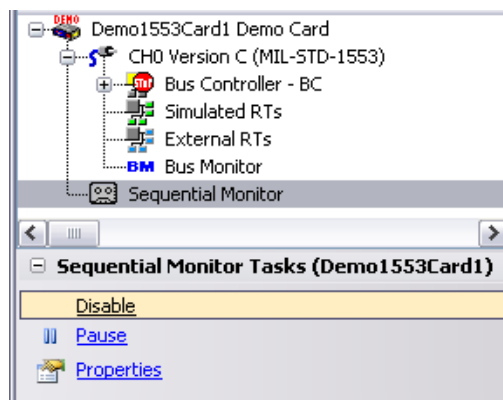 DEMO
Demo1553Card1 Demo Card
CH0 Version C (MIL-STD-1553)
STOP
Bus Controller - BC
Simulated RTs
External RTs
BM Bus Monitor
Sequential Monitor
Sequential Monitor Tasks (Demo1553Card1)
Disable
Pause
Properties